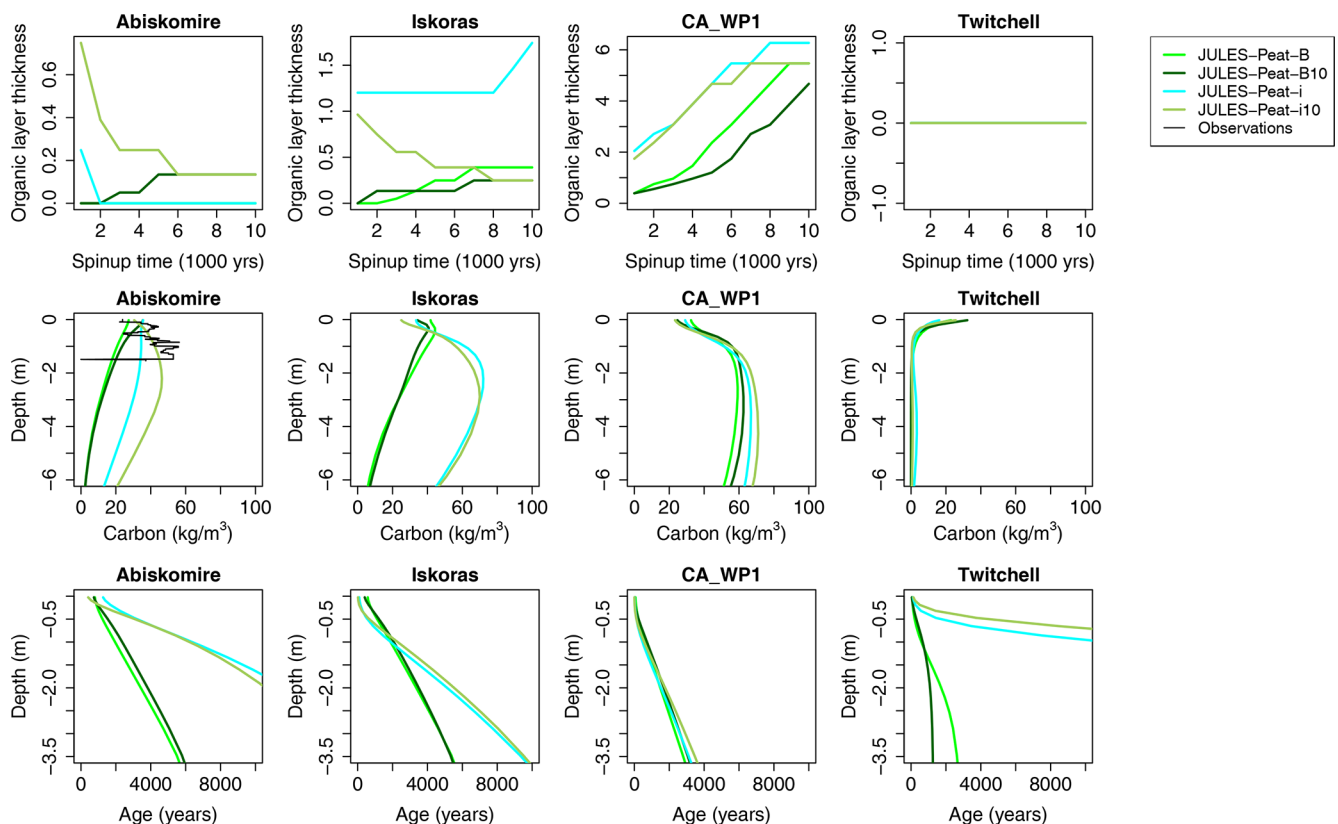 Abiskomire
Organic layer thickness
0.0 0.2 0.4 0.6
2 4 6 8 10
Spinup time (1000 yrs)
Iskoras
Organic layer thickness
0.0 0.5 1.0 1.5
2 4 6 8 10
Spinup time (1000 yrs)
CA_WP1
Organic layer thickness
0 2 4 6
2 4 6 8 10
Spinup time (1000 yrs)
Twitchell
Organic layer thickness
−1.0 0.0 1.0
2 4 6 8 10
Spinup time (1000 yrs)
JULES−Peat−B
JULES−Peat−B10
JULES−Peat−i
JULES−Peat−i10
Observations
Abiskomire
Depth (m)
−6 −4 −2 0
0 20 60 100
Carbon (kg/m³)
Iskoras
Depth (m)
−6 −4 −2 0
0 20 60 100
Carbon (kg/m³)
CA_WP1
Depth (m)
−6 −4 −2 0
0 20 60 100
Carbon (kg/m³)
Twitchell
Depth (m)
−6 −4 −2 0
0 20 60 100
Carbon (kg/m³)
Abiskomire
Depth (m)
−3.5 −2.0 −0.5
0 4000 8000
Age (years)
Iskoras
Depth (m)
−3.5 −2.0 −0.5
0 4000 8000
Age (years)
CA_WP1
Depth (m)
−3.5 −2.0 −0.5
0 4000 8000
Age (years)
Twitchell
Depth (m)
−3.5 −2.0 −0.5
0 4000 8000
Age (years)